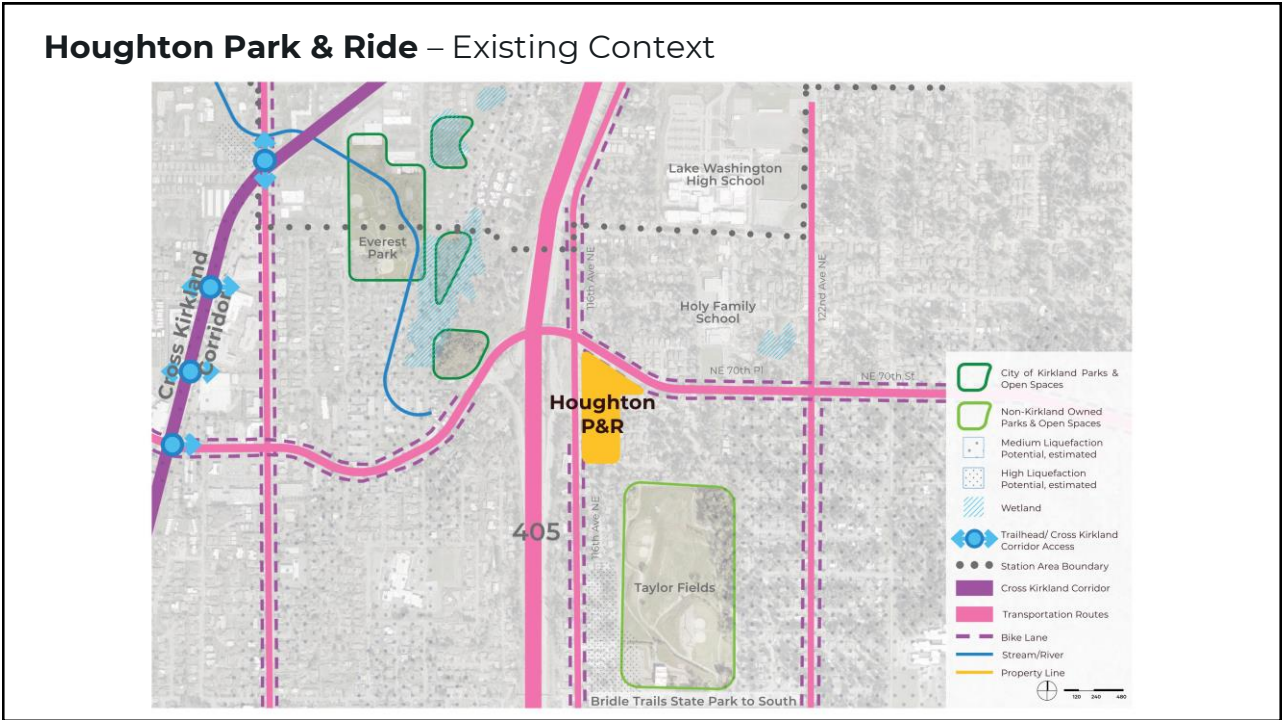 Houghton Park & Ride – Existing Context
Lake Washington
High School
Everest
Park
116th Ave NE
122nd Ave NE
Holy Family
School
Cross Kirkland
Corridor
NE 70th Pl
NE 70th St
Houghton
P&R
405
116th Ave NE
Taylor Fields
Bridle Trails State Park to South
City of Kirkland Parks &
Open Spaces
Non-Kirkland Owned
Parks & Open Spaces
Medium Liquefaction
Potential, estimated
High Liquefaction
Potential, estimated
Wetland
Trailhead/ Cross Kirkland
Corridor Access
Station Area Boundary
Cross Kirkland Corridor
Transportation Routes
Bike Lane
Stream/River
Property Line
120 240 480